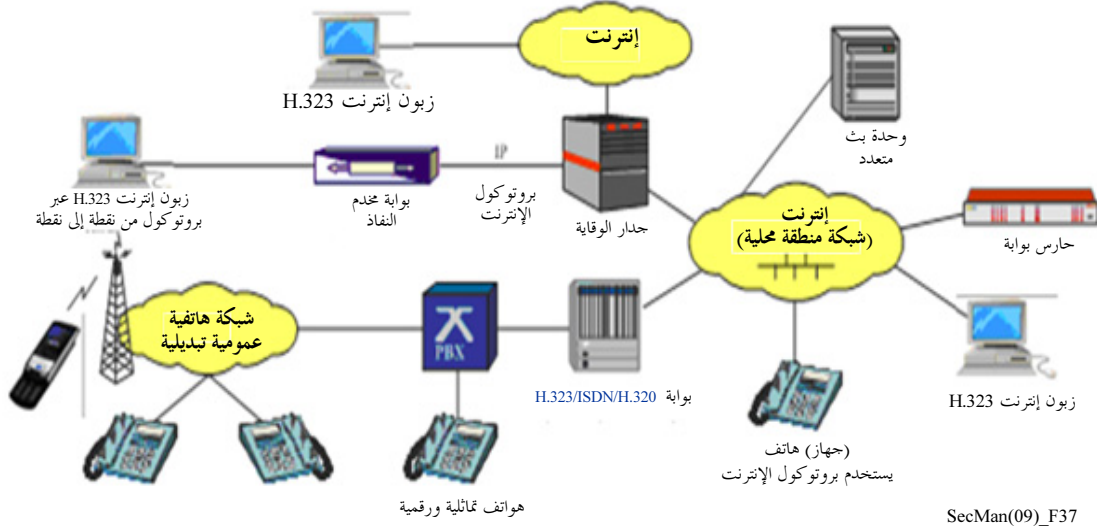 إنترنت
زبون إنترنت H.323
وحدة بث
متعدد
زبون إنترنت H.323 عبر
بروتوكول من نقطة إلى نقطة
بوابة مخدم
النفاذ
IP
بروتوكول
الإنترنت
جدار الوقاية
إنترنت
(شبكة منطقة محلية)
حارس بوابة
شبكة هاتفية
عمومية تبديلية
PBX
بوابة H.323/ISDN/H.320
زبون إنترنت H.323
(جهاز) هاتف
يستخدم بروتوكول الإنترنت
هواتف تماثلية ورقمية
SecMan(09)_F37